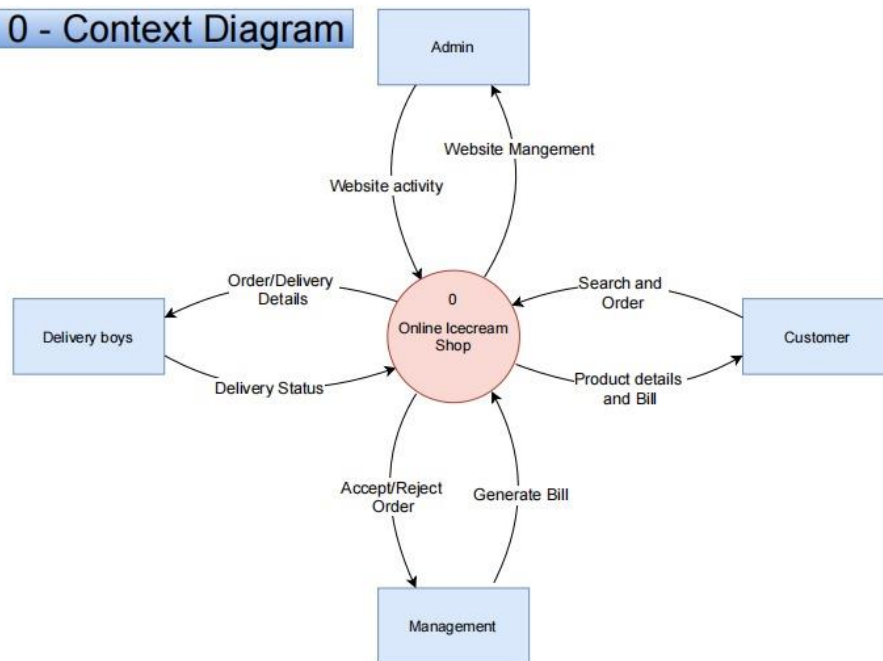 0 - Context Diagram
Admin
Website Mangement
Website activity
Order/Delivery
Details
Search and
Order
0
Online Icecream
Shop
Delivery boys
Customer
Delivery Status
Product details
and Bill
Accept/Reject
Order
Generate Bill
Management